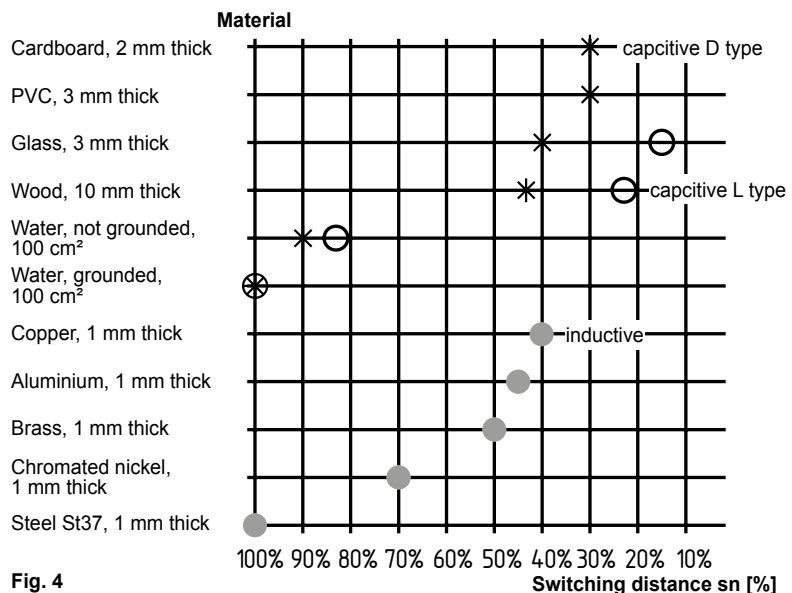 Material
Cardboard, 2 mm thick
capcitive D type
PVC, 3 mm thick
Glass, 3 mm thick
Wood, 10 mm thick
capcitive L type
Water, not grounded,
100 cm²
Water, grounded,
100 cm²
Copper, 1 mm thick
inductive
Aluminium, 1 mm thick
Brass, 1 mm thick
Chromated nickel,
1 mm thick
Steel St37, 1 mm thick
100% 90% 80% 70% 60% 50% 40% 30% 20% 10%
Fig. 4
Switching distance sn [%]